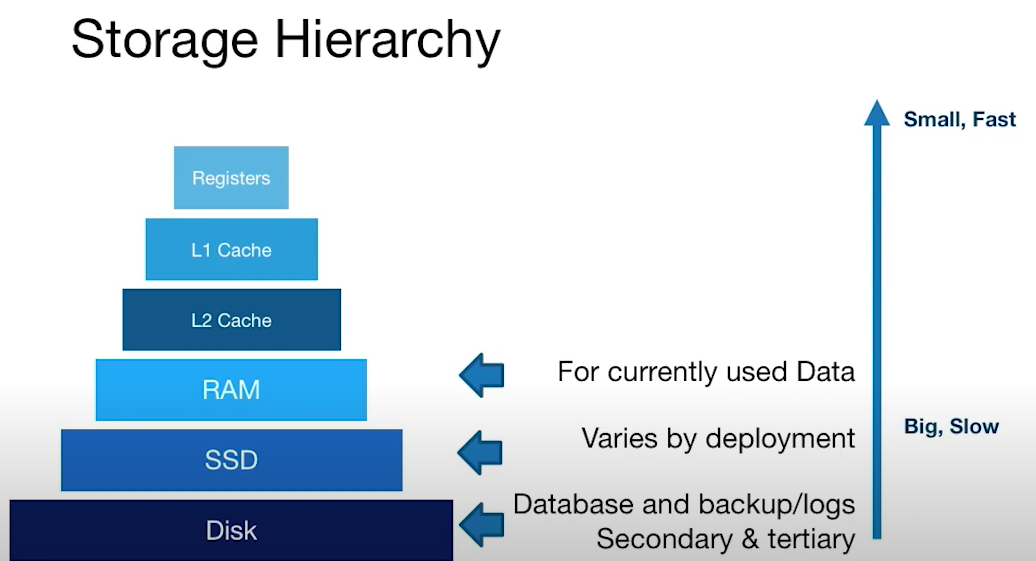 Storage Hierarchy
Small, Fast
Registers
L1 Cache
L2 Cache
RAM
For currently used Data
Big, Slow
SSD
Varies by deployment
Disk
Database and backup/logs
Secondary & tertiary